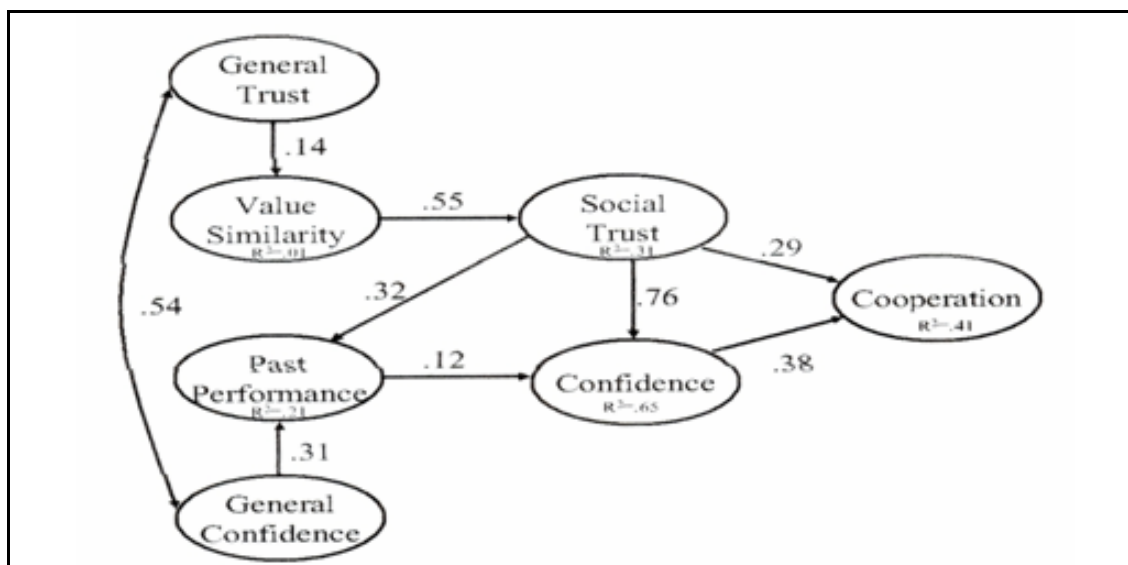 General
Trust
.14
Value
Similarity
R²=.01
.55
Social
Trust
R²=.31
.29
.32
.76
.54
Cooperation
R²=.41
Past
Performance
R²=.21
.12
Confidence
R²=.65
.38
.31
General
Confidence